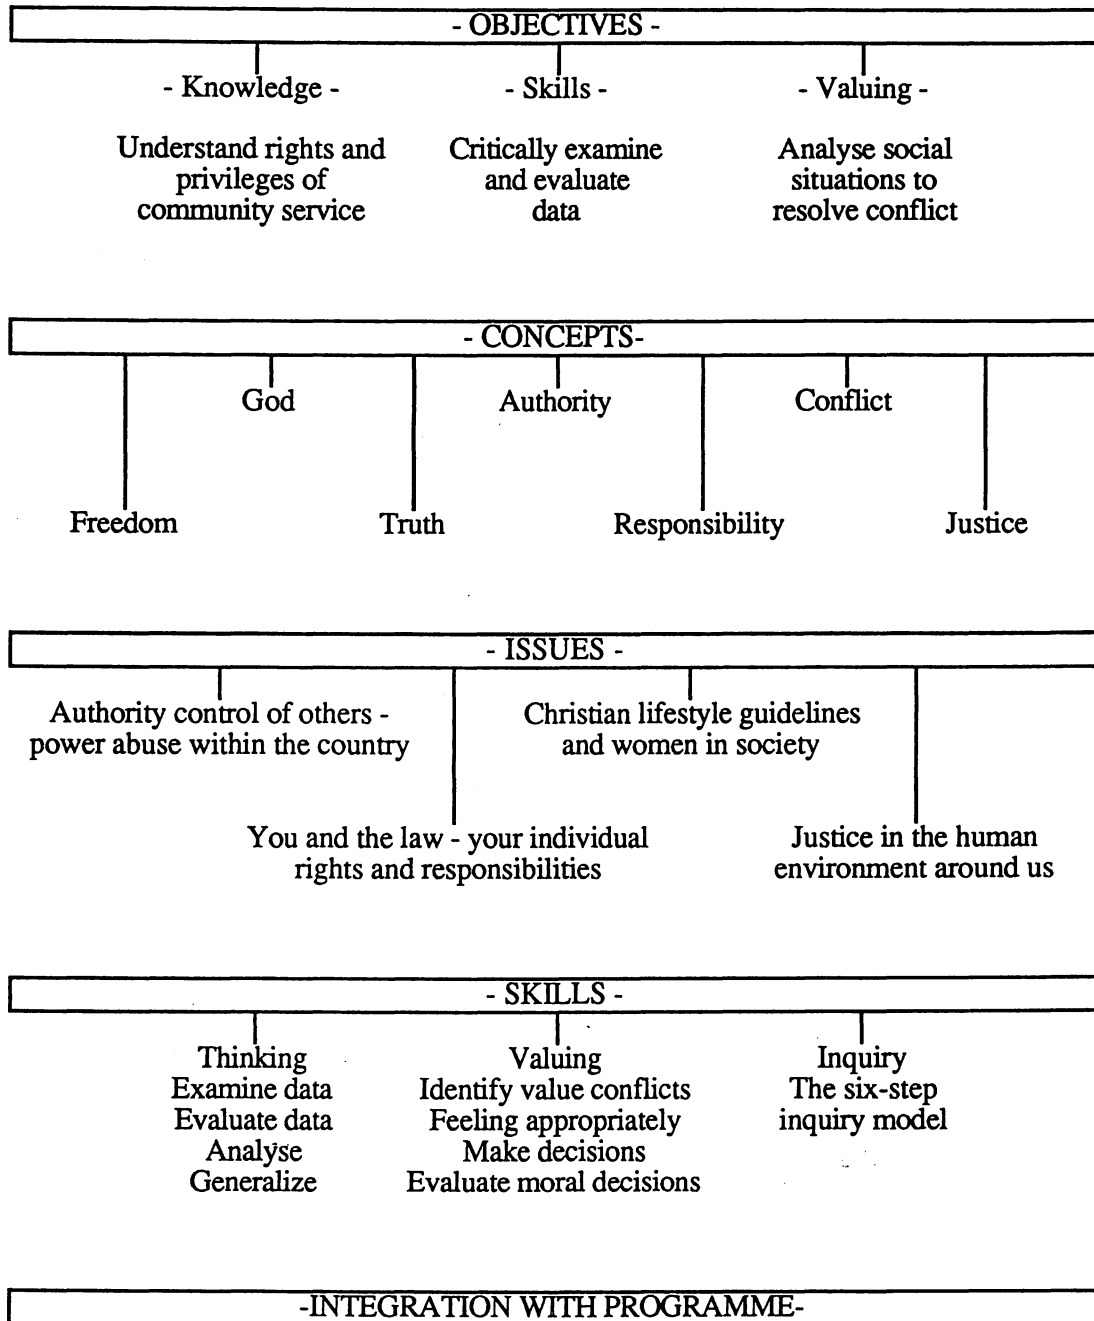 - OBJECTIVES -
- Knowledge -
- Skills -
- Valuing -
Understand rights and
privileges of
community service
Critically examine
and evaluate
data
Analyse social
situations to
resolve conflict
- CONCEPTS-
God
Authority
Conflict
Freedom
Truth
Responsibility
Justice
- ISSUES -
Authority control of others -
power abuse within the country
Christian lifestyle guidelines
and women in society
You and the law - your individual
rights and responsibilities
Justice in the human
environment around us
- SKILLS -
Thinking
Examine data
Evaluate data
Analyse
Generalize
Valuing
Identify value conflicts
Feeling appropriately
Make decisions
Evaluate moral decisions
Inquiry
The six-step
inquiry model
-INTEGRATION WITH PROGRAMME-